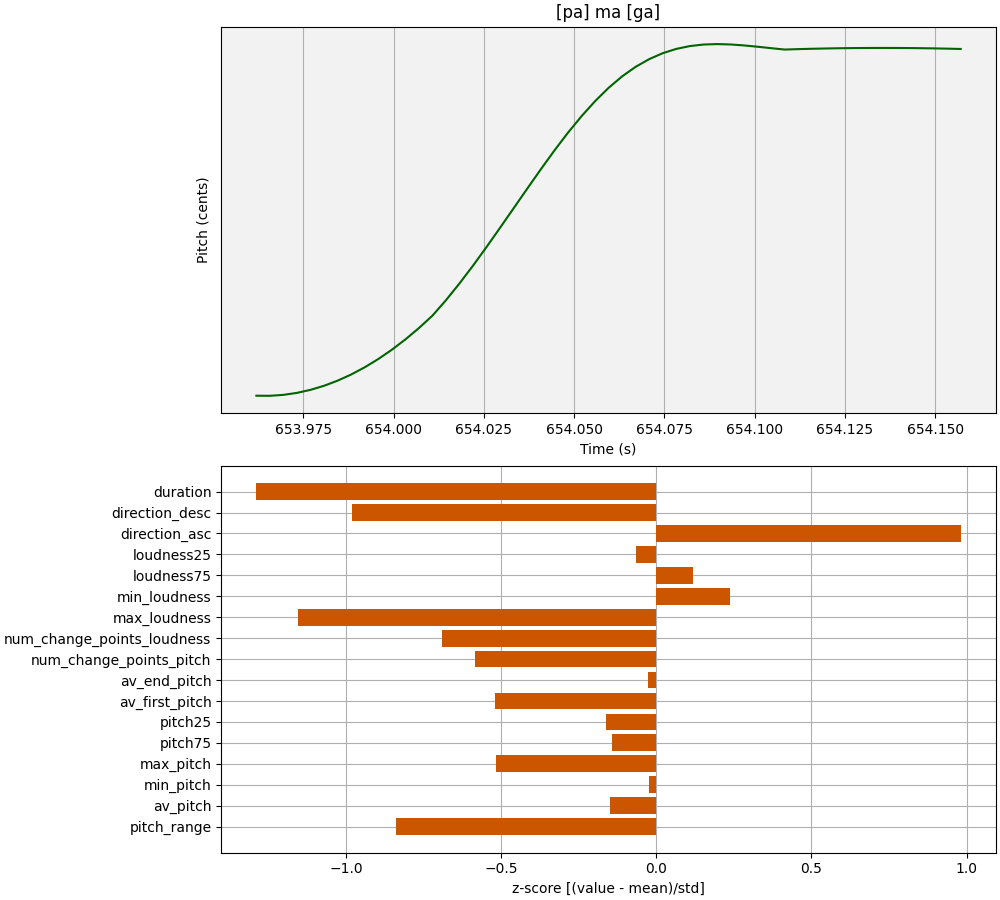 [pa] ma [ga]
Pitch (cents)
653.975 654.000 654.025 654.050 654.075 654.100 654.125 654.150
Time (s)
duration
direction_desc
direction_asc
loudness25
loudness75
min_loudness
max_loudness
num_change_points_loudness
num_change_points_pitch
av_end_pitch
av_first_pitch
pitch25
pitch75
max_pitch
min_pitch
av_pitch
pitch_range
−1.0 −0.5 0.0 0.5 1.0
z-score [(value - mean)/std]